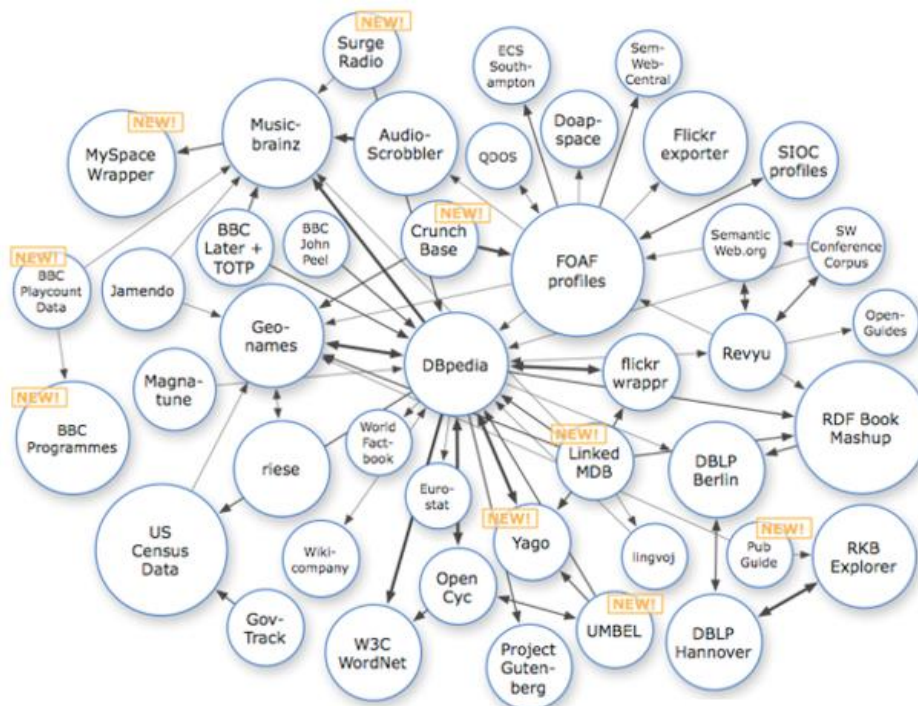 NEW!
Surge
Radio
ECS
South-
ampton
Sem-
Web-
Central
NEW!
MySpace
Wrapper
Music-
brainz
Audio-
Scrobbler
QDOS
Doap-
space
Flickr
exporter
SIOC
profiles
NEW!
BBC
Playcount
Data
Jamendo
BBC
Later +
TOTP
BBC
John
Peel
NEW!
Crunch
Base
FOAF
profiles
Semantic
Web.org
SW
Conference
Corpus
Open-
Guides
Geo-
names
DBpedia
flickr
wrappr
Revyu
Magna-
tune
NEW!
BBC
Programmes
riese
World
Fact-
book
NEW!
Linked
MDB
DBLP
Berlin
RDF Book
Mashup
US
Census
Data
Euro-
stat
NEW!
Yago
Wiki-
company
Open
Cyc
lingvoj
NEW!
Pub
Guide
RKB
Explorer
Gov-
Track
W3C
WordNet
Project
Guten-
berg
NEW!
UMBEL
DBLP
Hannover